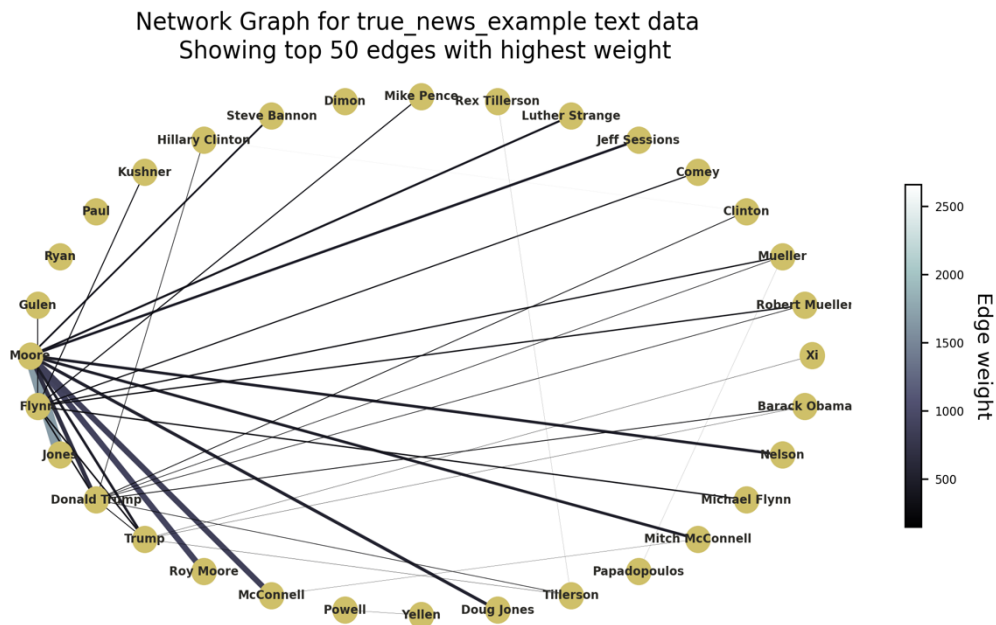 Network Graph for true_news_example text data
Showing top 50 edges with highest weight
Dimon
Mike Pence
Rex Tillerson
Steve Bannon
Luther Strange
Hillary Clinton
Jeff Sessions
Kushner
Comey
Paul
Clinton
Ryan
Mueller
Gulen
Robert Mueller
Moore
Xi
Flynn
Barack Obama
Jones
Nelson
Donald Trump
Michael Flynn
Trump
Mitch McConnell
Roy Moore
Papadopoulos
McConnell
Tillerson
Powell
Yellen
Doug Jones
2500
2000
1500
1000
500
Edge weight